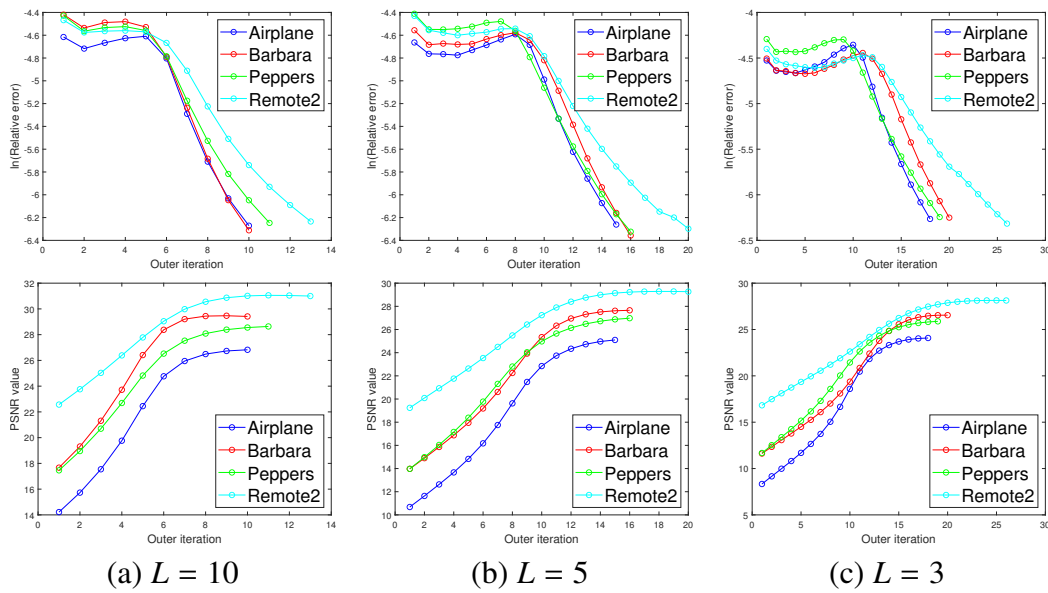 -4.4
-4.6
-4.8
-5
-5.2
-5.4
-5.6
-5.8
-6
-6.2
-6.4
ln(Relative error)
0 2 4 6 8 10 12 14
Outer iteration
Airplane
Barbara
Peppers
Remote2
-4.4
-4.6
-4.8
-5
-5.2
-5.4
-5.6
-5.8
-6
-6.2
-6.4
ln(Relative error)
0 2 4 6 8 10 12 14 16 18 20
Outer iteration
Airplane
Barbara
Peppers
Remote2
-4
-4.5
-5
-5.5
-6
-6.5
ln(Relative error)
0 5 10 15 20 25 30
Outer iteration
Airplane
Barbara
Peppers
Remote2
32
30
28
26
24
22
20
18
16
14
PSNR value
0 2 4 6 8 10 12 14
Outer iteration
Airplane
Barbara
Peppers
Remote2
30
28
26
24
22
20
18
16
14
12
10
PSNR value
0 2 4 6 8 10 12 14 16 18 20
Outer iteration
Airplane
Barbara
Peppers
Remote2
30
25
20
15
10
5
PSNR value
0 5 10 15 20 25 30
Outer iteration
Airplane
Barbara
Peppers
Remote2
(a) L = 10
(b) L = 5
(c) L = 3